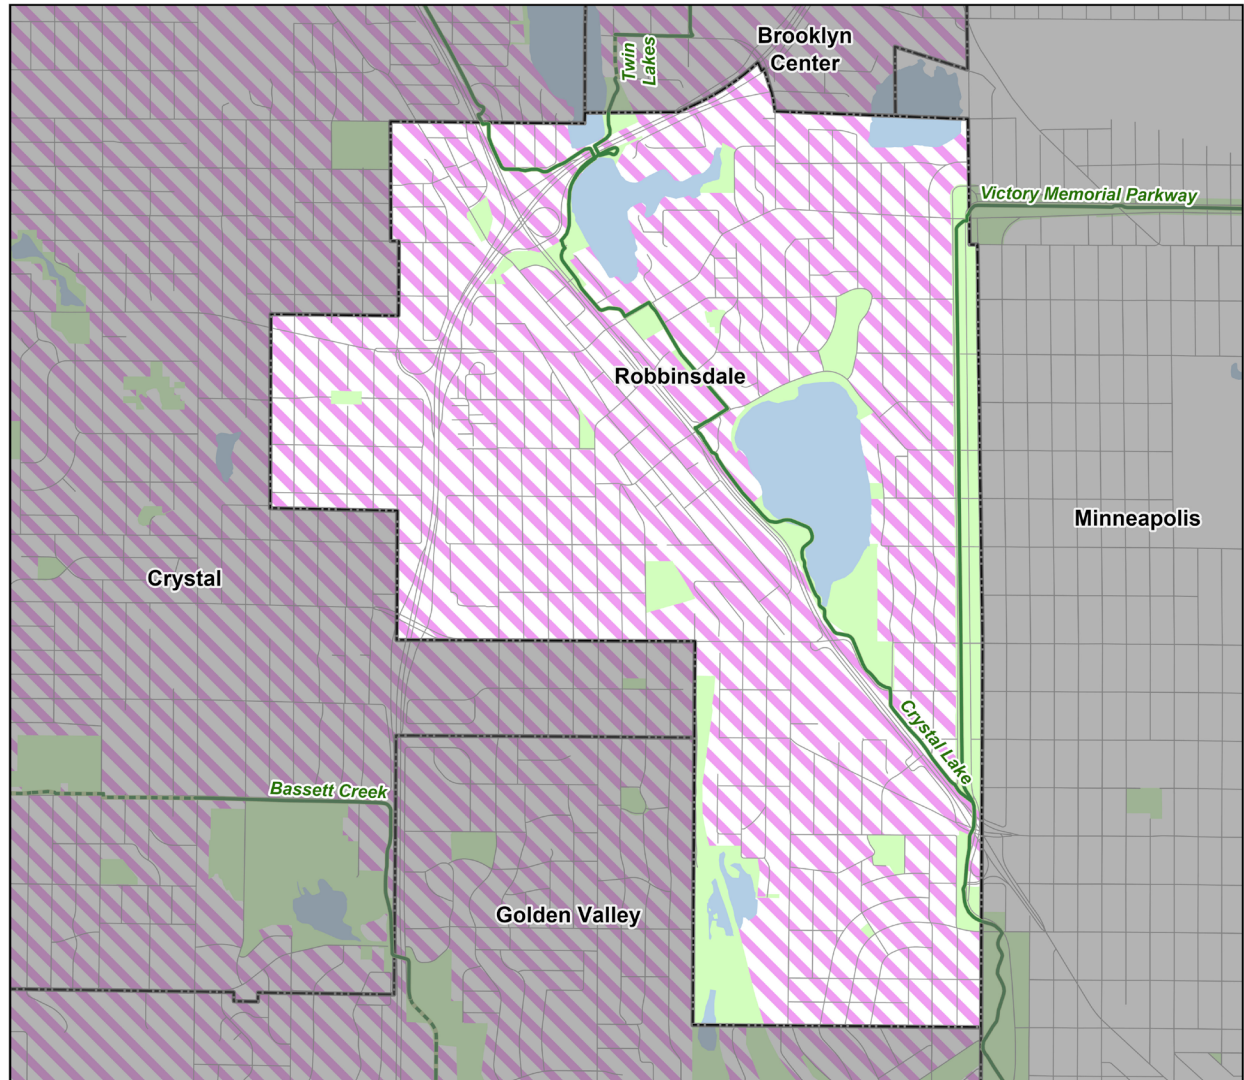 Brooklyn
Center
Twin
Lakes
Victory Memorial Parkway
Robbinsdale
Minneapolis
Crystal
Crystal Lake
Bassett Creek
Golden Valley